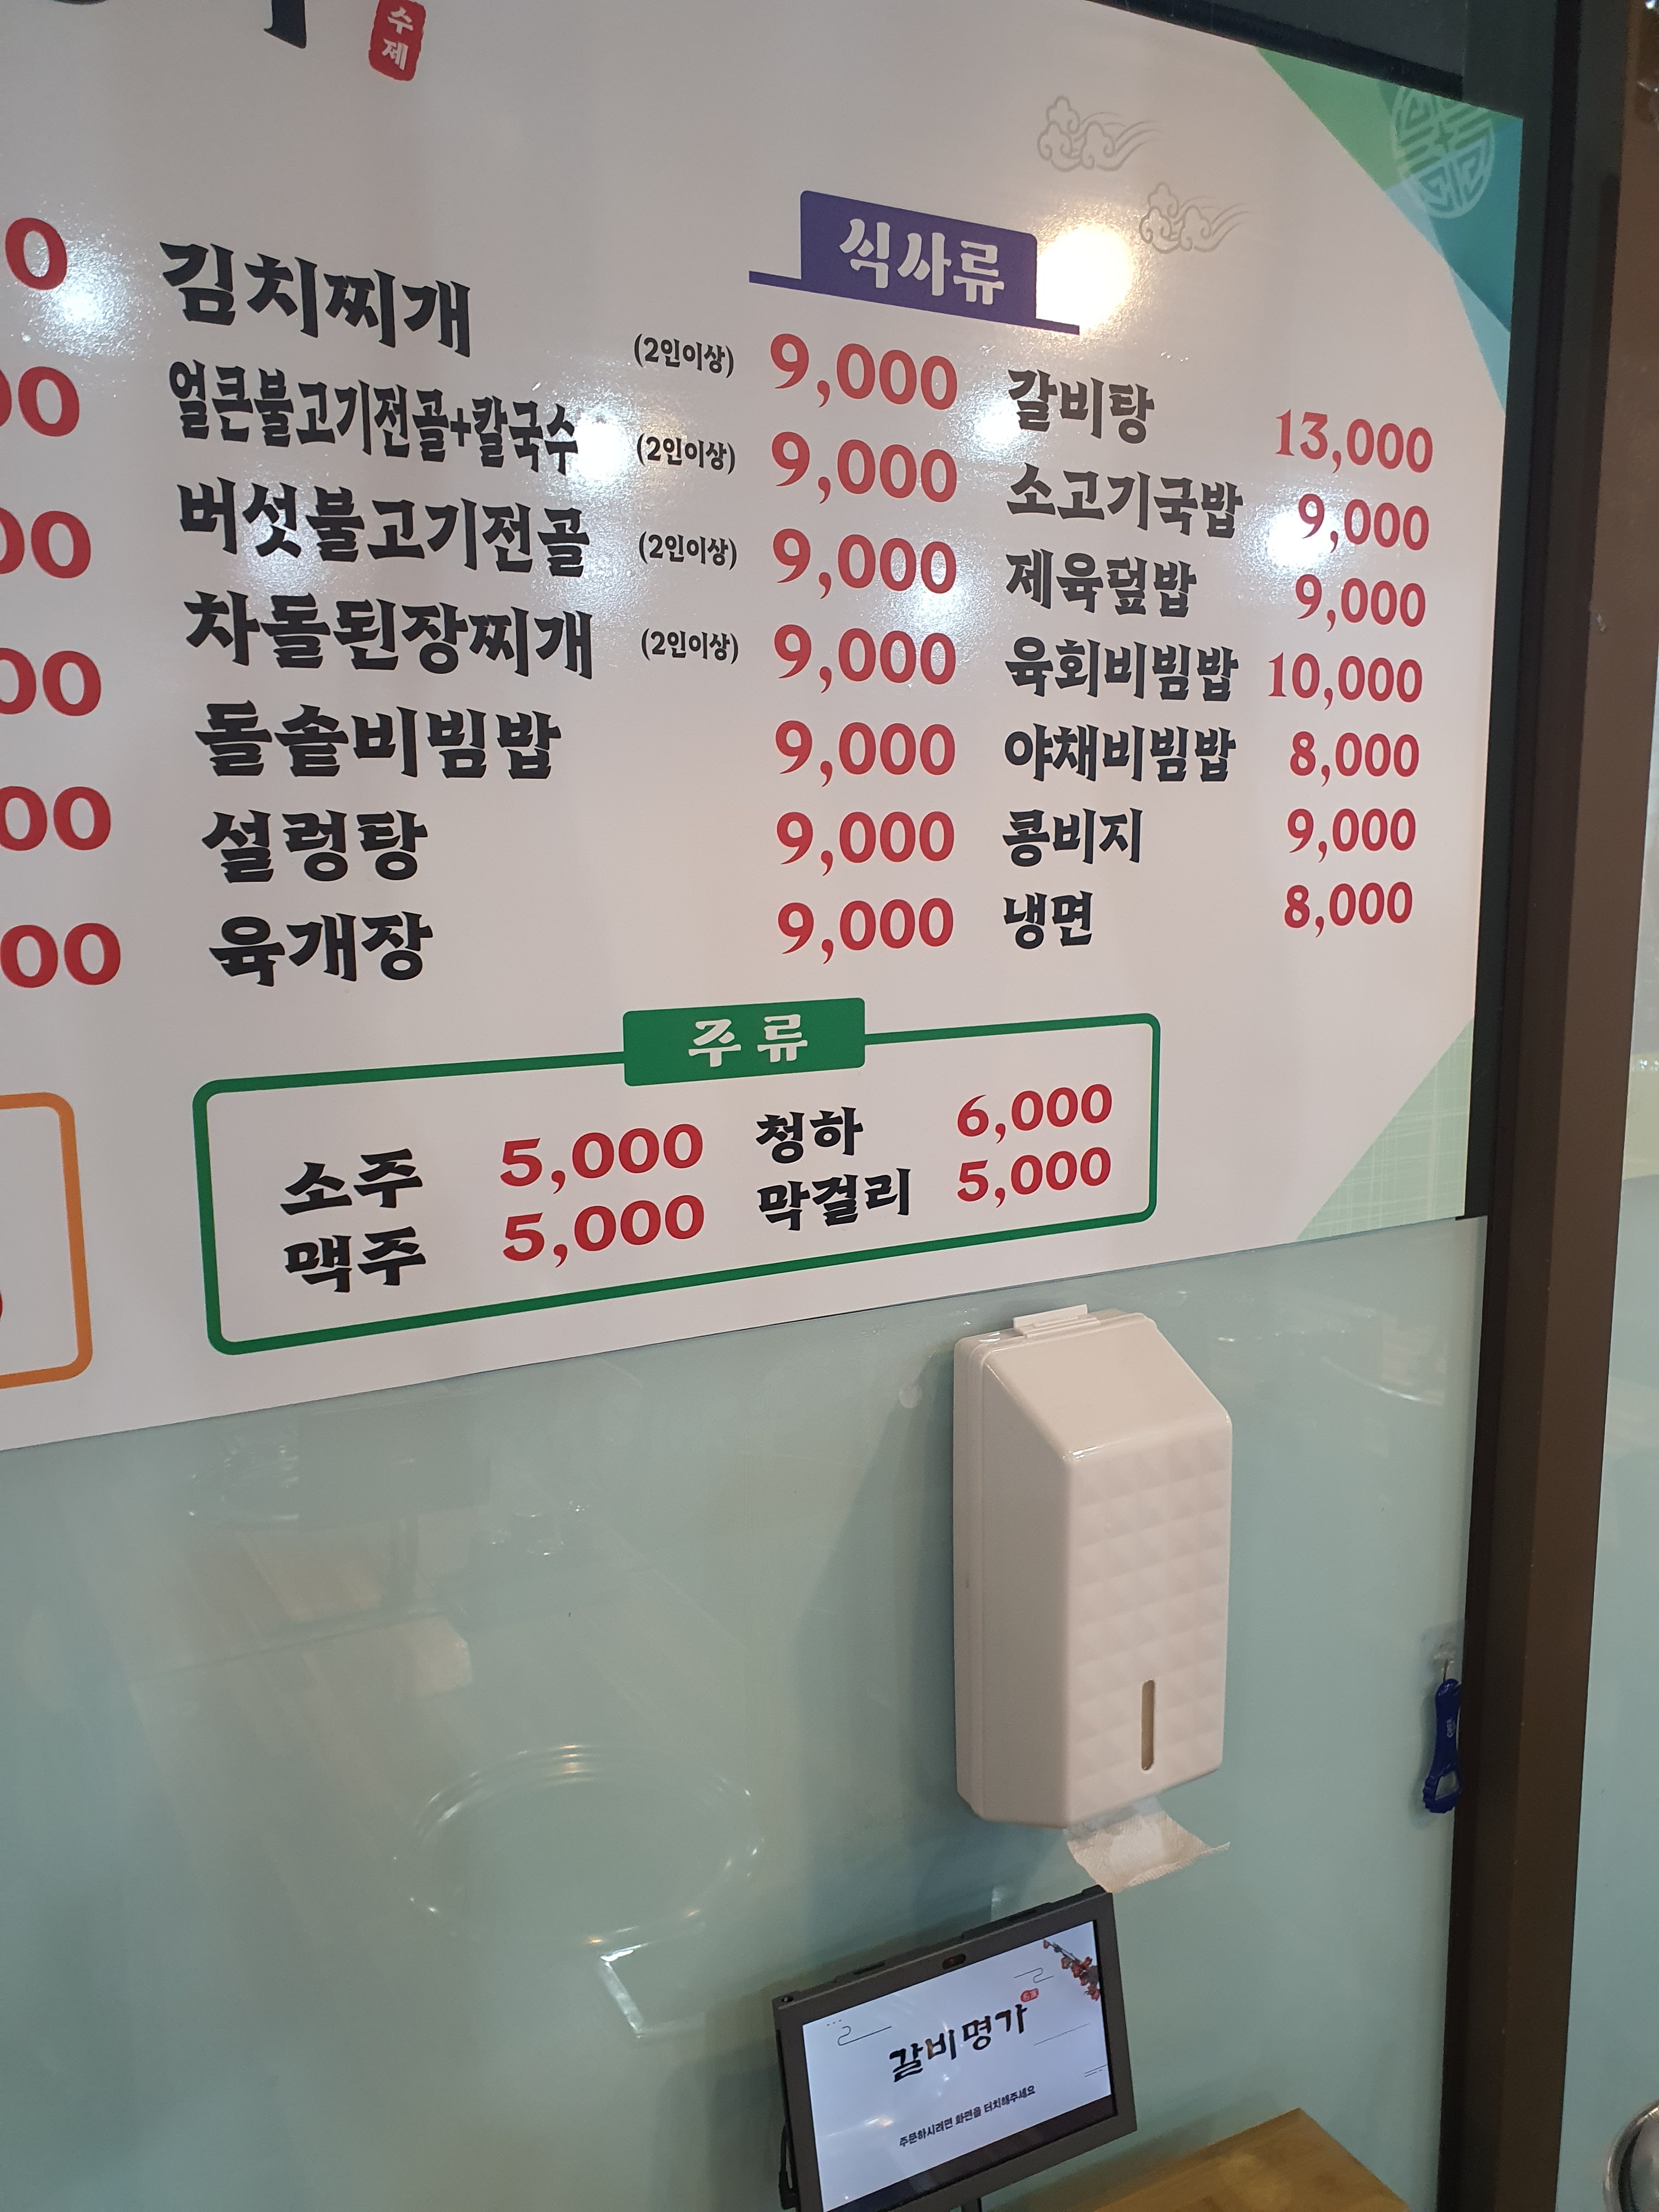 수제
식사류
김치찌개 (2인이상) 9,000
얼큰불고기전골+칼국수 (2인이상) 9,000
버섯불고기전골 (2인이상) 9,000
차돌된장찌개 (2인이상) 9,000
돌솥비빔밥 9,000
설렁탕 9,000
육개장 9,000
갈비탕 13,000
소고기국밥 9,000
제육덮밥 9,000
육회비빔밥 10,000
야채비빔밥 8,000
콩비지 9,000
냉면 8,000
주류
소주 5,000
맥주 5,000
청하 6,000
막걸리 5,000
갈비명가
주문하시려면 화면을 터치해주세요